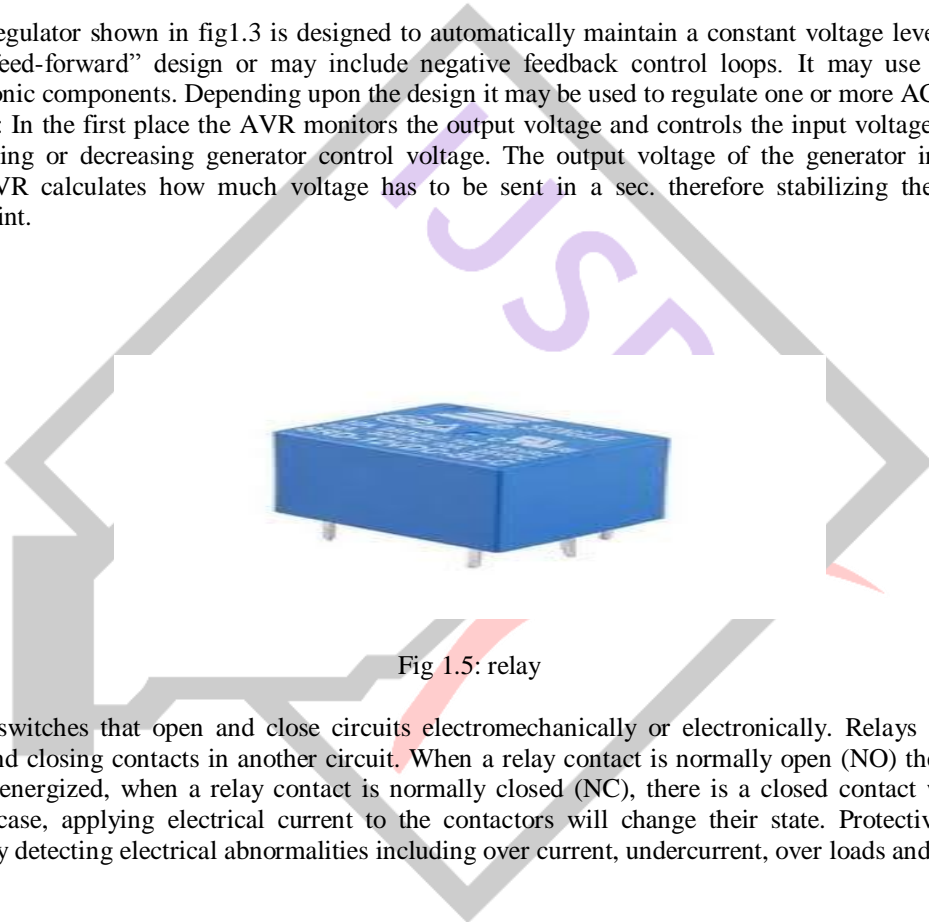 egulator shown in fig1.3 is designed to automatically maintain a constant voltage leve
eed-forward” design or may include negative feedback control loops. It may use
onic components. Depending upon the design it may be used to regulate one or more AC
: In the first place the AVR monitors the output voltage and controls the input voltage
ing or decreasing generator control voltage. The output voltage of the generator in
VR calculates how much voltage has to be sent in a sec. therefore stabilizing the
int.
IJSR
SONGLE
Fig 1.5: relay
switches that open and close circuits electromechanically or electronically. Relays
nd closing contacts in another circuit. When a relay contact is normally open (NO) the
energized, when a relay contact is normally closed (NC), there is a closed contact
case, applying electrical current to the contactors will change their state. Protectiv
y detecting electrical abnormalities including over current, undercurrent, over loads and